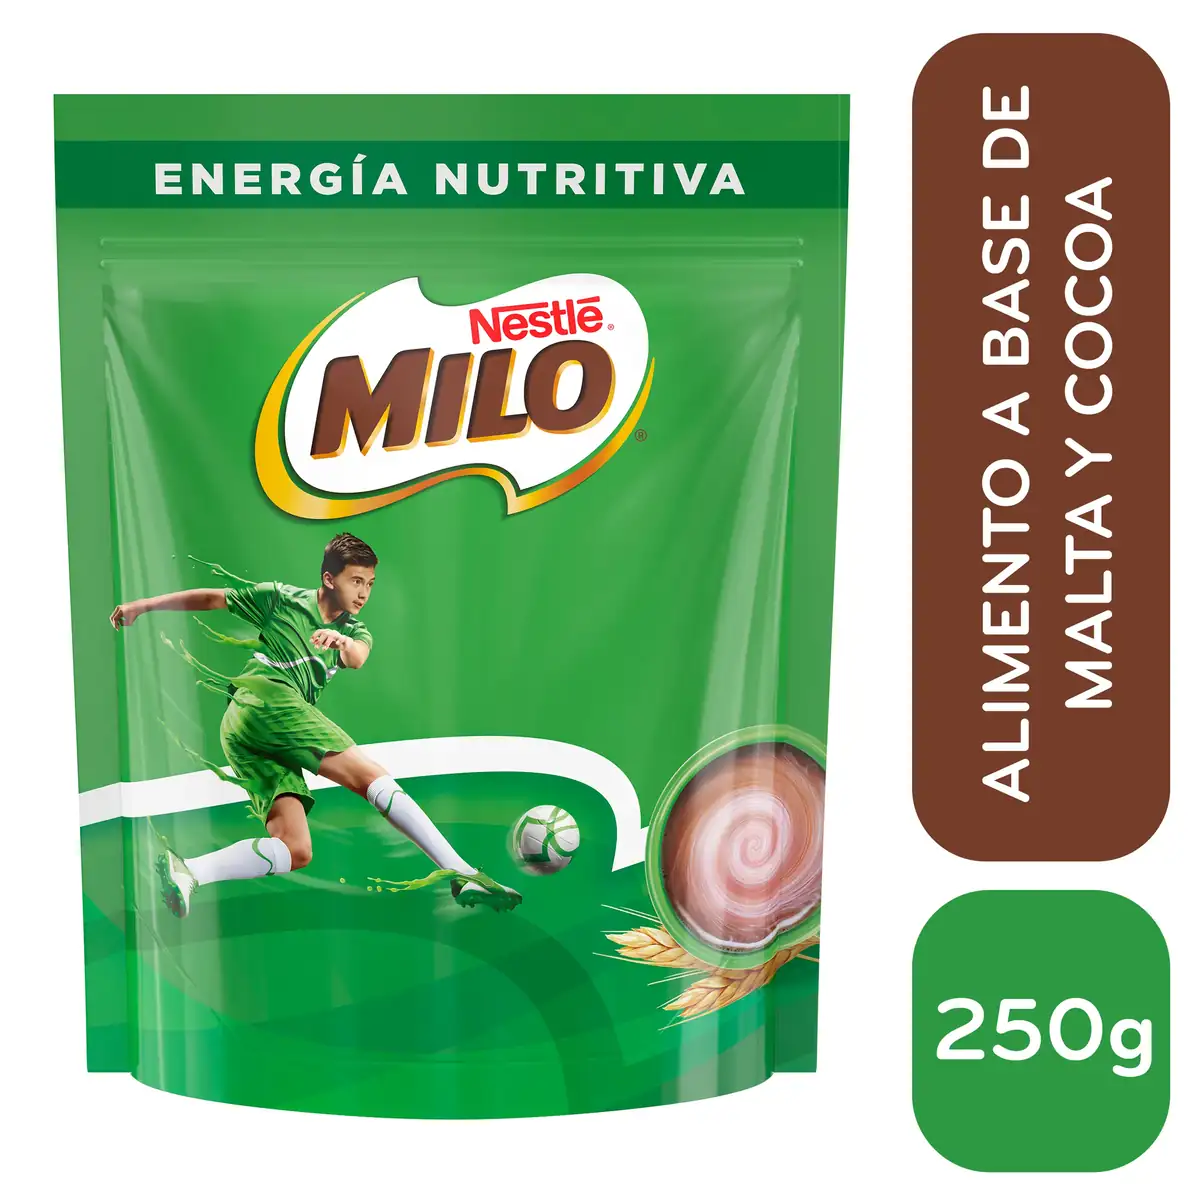 ENERGÍA NUTRITIVA
Nestlé®
MILO®
ALIMENTO A BASE DE
MALTA Y COCOA
250g